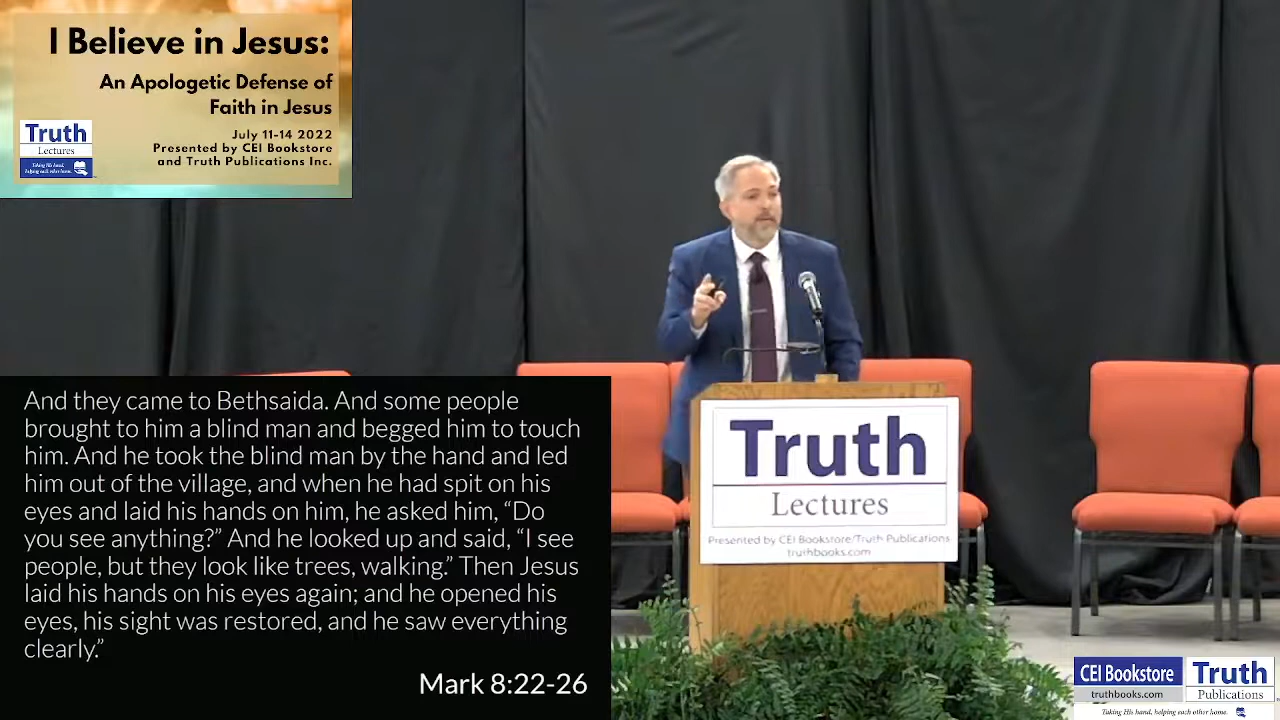 I Believe in Jesus:
An Apologetic Defense of
Faith in Jesus
July 11-14 2022
Presented by CEI Bookstore
and Truth Publications Inc.
Truth
Lectures
Taking His hand,
helping each other home.
And they came to Bethsaida. And some people
brought to him a blind man and begged him to touch
him. And he took the blind man by the hand and led
him out of the village, and when he had spit on his
eyes and laid his hands on him, he asked him, “Do
you see anything?” And he looked up and said, “I see
people, but they look like trees, walking.” Then Jesus
laid his hands on his eyes again; and he opened his
eyes, his sight was restored, and he saw everything
clearly.”
Mark 8:22-26
Truth
Lectures
Presented by CEI Bookstore/Truth Publications
truthbooks.com
CEI Bookstore
truthbooks.com
Truth
Publications
Taking His hand, helping each other home.